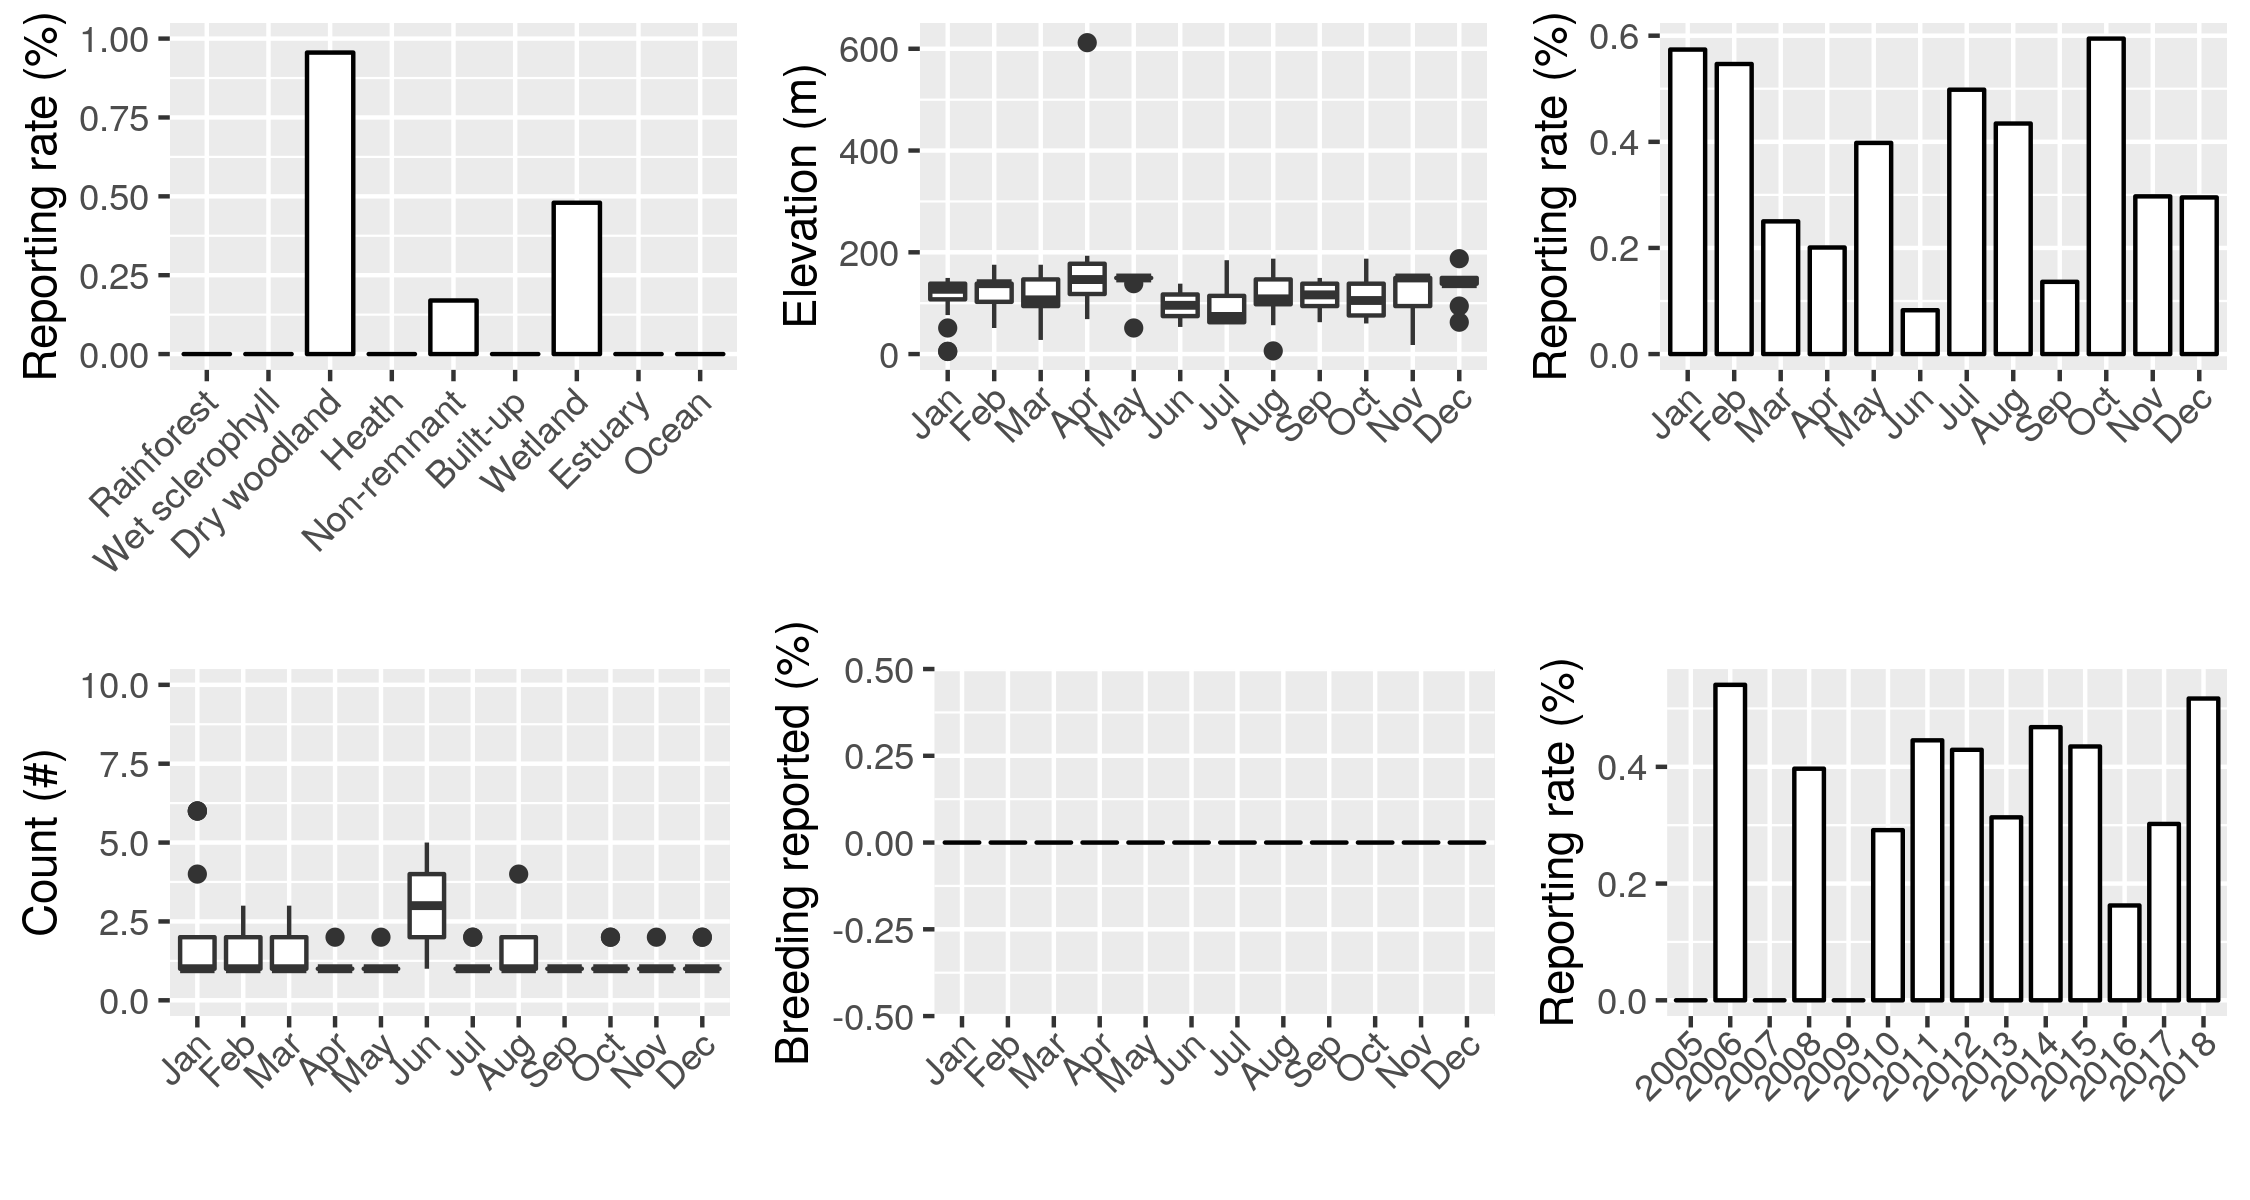 Reporting rate (%)
1.00
0.75
0.50
0.25
0.00
Rainforest
Wet sclerophyll
Dry woodland
Heath
Non-remnant
Built-up
Wetland
Estuary
Ocean
Elevation (m)
600
400
200
0
Jan
Feb
Mar
Apr
May
Jun
Jul
Aug
Sep
Oct
Nov
Dec
Reporting rate (%)
0.6
0.4
0.2
0.0
Jan
Feb
Mar
Apr
May
Jun
Jul
Aug
Sep
Oct
Nov
Dec
Count (#)
10.0
7.5
5.0
2.5
0.0
Jan
Feb
Mar
Apr
May
Jun
Jul
Aug
Sep
Oct
Nov
Dec
Breeding reported (%)
0.50
0.25
0.00
-0.25
-0.50
Jan
Feb
Mar
Apr
May
Jun
Jul
Aug
Sep
Oct
Nov
Dec
Reporting rate (%)
0.4
0.2
0.0
2005
2006
2007
2008
2009
2010
2011
2012
2013
2014
2015
2016
2017
2018